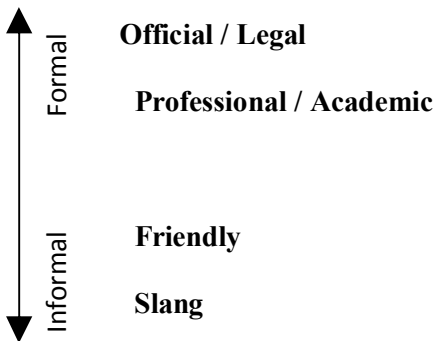 Official / Legal
Formal
Professional / Academic
Friendly
Informal
Slang